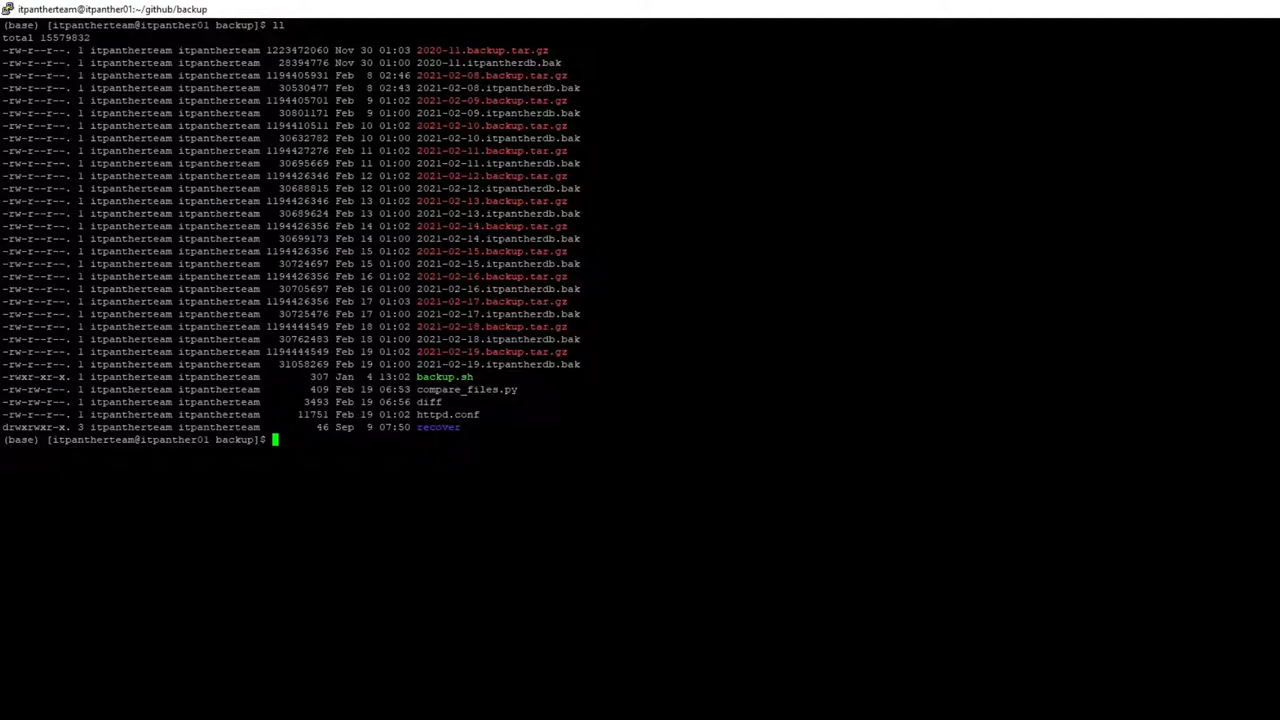 itpantherteam@itpanther01:~/github/backup
(base) [itpantherteam@itpanther01 backup]$ ll
total 15579832
-rw-r--r--. 1 itpantherteam itpantherteam 1223472060 Nov 30 01:03 2020-11.backup.tar.gz
-rw-r--r--. 1 itpantherteam itpantherteam 28394776 Nov 30 01:00 2020-11.itpantherdb.bak
-rw-r--r--. 1 itpantherteam itpantherteam 1194405931 Feb 8 02:46 2021-02-08.backup.tar.gz
-rw-r--r--. 1 itpantherteam itpantherteam 30530477 Feb 8 02:43 2021-02-08.itpantherdb.bak
-rw-r--r--. 1 itpantherteam itpantherteam 1194405701 Feb 9 01:02 2021-02-09.backup.tar.gz
-rw-r--r--. 1 itpantherteam itpantherteam 30801171 Feb 9 01:00 2021-02-09.itpantherdb.bak
-rw-r--r--. 1 itpantherteam itpantherteam 1194410511 Feb 10 01:02 2021-02-10.backup.tar.gz
-rw-r--r--. 1 itpantherteam itpantherteam 30632782 Feb 10 01:00 2021-02-10.itpantherdb.bak
-rw-r--r--. 1 itpantherteam itpantherteam 1194427276 Feb 11 01:02 2021-02-11.backup.tar.gz
-rw-r--r--. 1 itpantherteam itpantherteam 30695669 Feb 11 01:00 2021-02-11.itpantherdb.bak
-rw-r--r--. 1 itpantherteam itpantherteam 1194426346 Feb 12 01:02 2021-02-12.backup.tar.gz
-rw-r--r--. 1 itpantherteam itpantherteam 30688815 Feb 12 01:00 2021-02-12.itpantherdb.bak
-rw-r--r--. 1 itpantherteam itpantherteam 1194426346 Feb 13 01:02 2021-02-13.backup.tar.gz
-rw-r--r--. 1 itpantherteam itpantherteam 30689624 Feb 13 01:00 2021-02-13.itpantherdb.bak
-rw-r--r--. 1 itpantherteam itpantherteam 1194426356 Feb 14 01:02 2021-02-14.backup.tar.gz
-rw-r--r--. 1 itpantherteam itpantherteam 30699173 Feb 14 01:00 2021-02-14.itpantherdb.bak
-rw-r--r--. 1 itpantherteam itpantherteam 1194426356 Feb 15 01:02 2021-02-15.backup.tar.gz
-rw-r--r--. 1 itpantherteam itpantherteam 30724697 Feb 15 01:00 2021-02-15.itpantherdb.bak
-rw-r--r--. 1 itpantherteam itpantherteam 1194426356 Feb 16 01:02 2021-02-16.backup.tar.gz
-rw-r--r--. 1 itpantherteam itpantherteam 30705697 Feb 16 01:00 2021-02-16.itpantherdb.bak
-rw-r--r--. 1 itpantherteam itpantherteam 1194426356 Feb 17 01:03 2021-02-17.backup.tar.gz
-rw-r--r--. 1 itpantherteam itpantherteam 30725476 Feb 17 01:00 2021-02-17.itpantherdb.bak
-rw-r--r--. 1 itpantherteam itpantherteam 1194444549 Feb 18 01:02 2021-02-18.backup.tar.gz
-rw-r--r--. 1 itpantherteam itpantherteam 30762483 Feb 18 01:00 2021-02-18.itpantherdb.bak
-rw-r--r--. 1 itpantherteam itpantherteam 1194444549 Feb 19 01:02 2021-02-19.backup.tar.gz
-rw-r--r--. 1 itpantherteam itpantherteam 31058269 Feb 19 01:00 2021-02-19.itpantherdb.bak
-rwxr-xr-x. 1 itpantherteam itpantherteam 307 Jan 4 13:02 backup.sh
-rw-rw-r--. 1 itpantherteam itpantherteam 409 Feb 19 06:53 compare_files.py
-rw-rw-r--. 1 itpantherteam itpantherteam 3493 Feb 19 06:56 diff
-rw-r--r--. 1 itpantherteam itpantherteam 11751 Feb 19 01:02 httpd.conf
drwxrwxr-x. 3 itpantherteam itpantherteam 46 Sep 9 07:50 recover
(base) [itpantherteam@itpanther01 backup]$